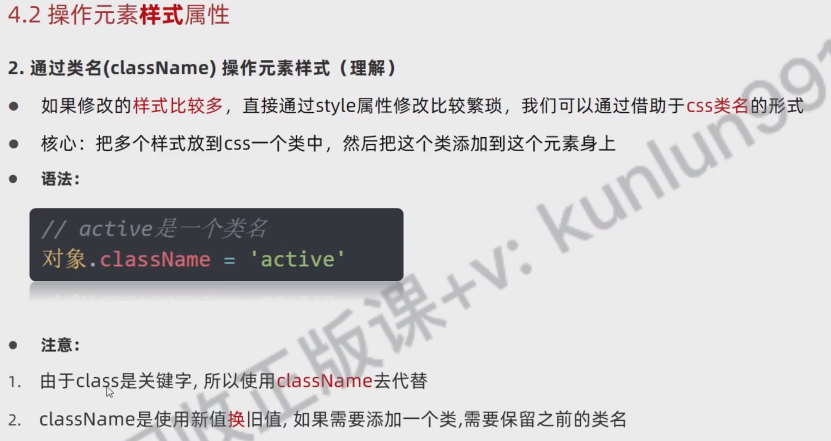 4.2 操作元素样式属性
2. 通过类名(className) 操作元素样式（理解）
● 如果修改的样式比较多，直接通过style属性修改比较繁琐，我们可以通过借助于css类名的形式
● 核心：把多个样式放到css一个类中，然后把这个类添加到这个元素身上
● 语法：
// active是一个类名
对象.className = 'active'
● 注意：
1. 由于class是关键字, 所以使用className去代替
2. className是使用新值换旧值, 如果需要添加一个类,需要保留之前的类名
收正版课+v: kunlun991